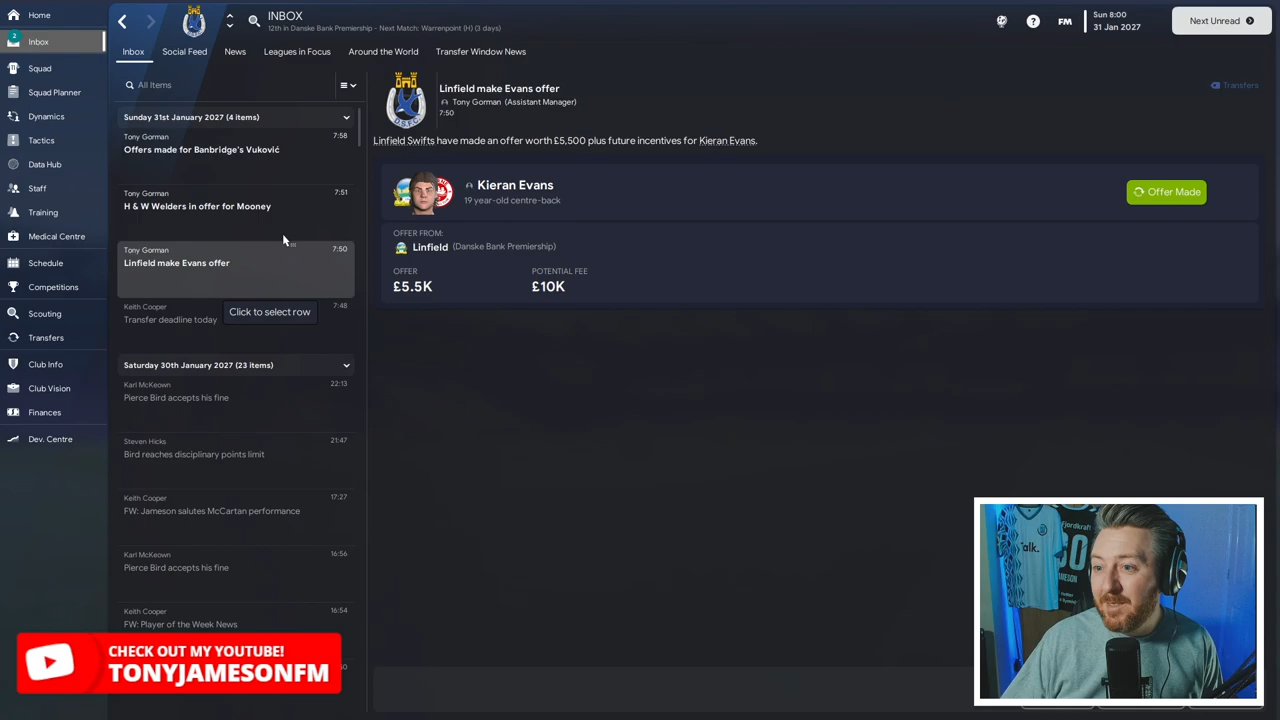 Home
2
Inbox
Squad
Squad Planner
Dynamics
Tactics
Data Hub
Staff
Training
Medical Centre
Schedule
Competitions
Scouting
Transfers
Club Info
Club Vision
Finances
Dev. Centre
INBOX
12th in Danske Bank Premiership - Next Match: Warrenpoint (H) (3 days)
FM
Sun 8:00
31 Jan 2027
Next Unread
Inbox Social Feed News Leagues in Focus Around the World Transfer Window News
All Items
Sunday 31st January 2027 (4 items)
Tony Gorman 7:58
Offers made for Banbridge's Vuković
Tony Gorman 7:51
H & W Welders in offer for Mooney
Tony Gorman 7:50
Linfield make Evans offer
Keith Cooper 7:48
Transfer deadline today
Click to select row
Saturday 30th January 2027 (23 items)
Karl McKeown 22:13
Pierce Bird accepts his fine
Steven Hicks 21:47
Bird reaches disciplinary points limit
Keith Cooper 17:27
FW: Jameson salutes McCartan performance
Karl McKeown 16:56
Pierce Bird accepts his fine
Keith Cooper 16:54
FW: Player of the Week News
D.S.F.C.
Linfield make Evans offer
Tony Gorman (Assistant Manager)
7:50
Transfers
Linfield Swifts have made an offer worth £5,500 plus future incentives for Kieran Evans.
Kieran Evans
19 year-old centre-back
Offer Made
OFFER FROM:
Linfield (Danske Bank Premiership)
OFFER POTENTIAL FEE
£5.5K £10K
CHECK OUT MY YOUTUBE!
TONYJAMESONFM
Talk.
fjordkraft
JAMESON